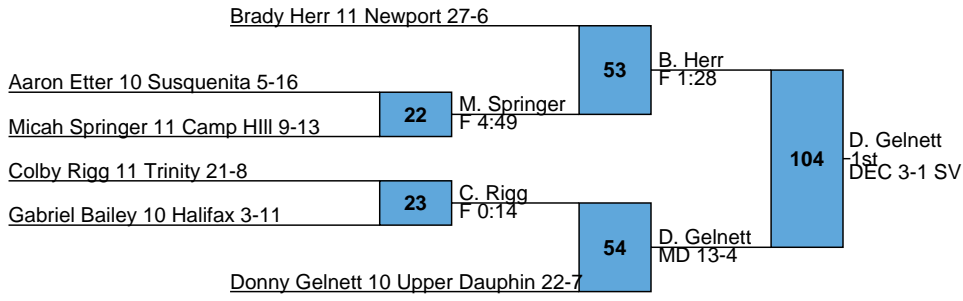 Brady Herr 11 Newport 27-6
53
B. Herr
F 1:28
Aaron Etter 10 Susquenita 5-16
22
M. Springer
F 4:49
Micah Springer 11 Camp HIll 9-13
104
D. Gelnett
1st
DEC 3-1 SV
Colby Rigg 11 Trinity 21-8
23
C. Rigg
F 0:14
Gabriel Bailey 10 Halifax 3-11
54
D. Gelnett
MD 13-4
Donny Gelnett 10 Upper Dauphin 22-7